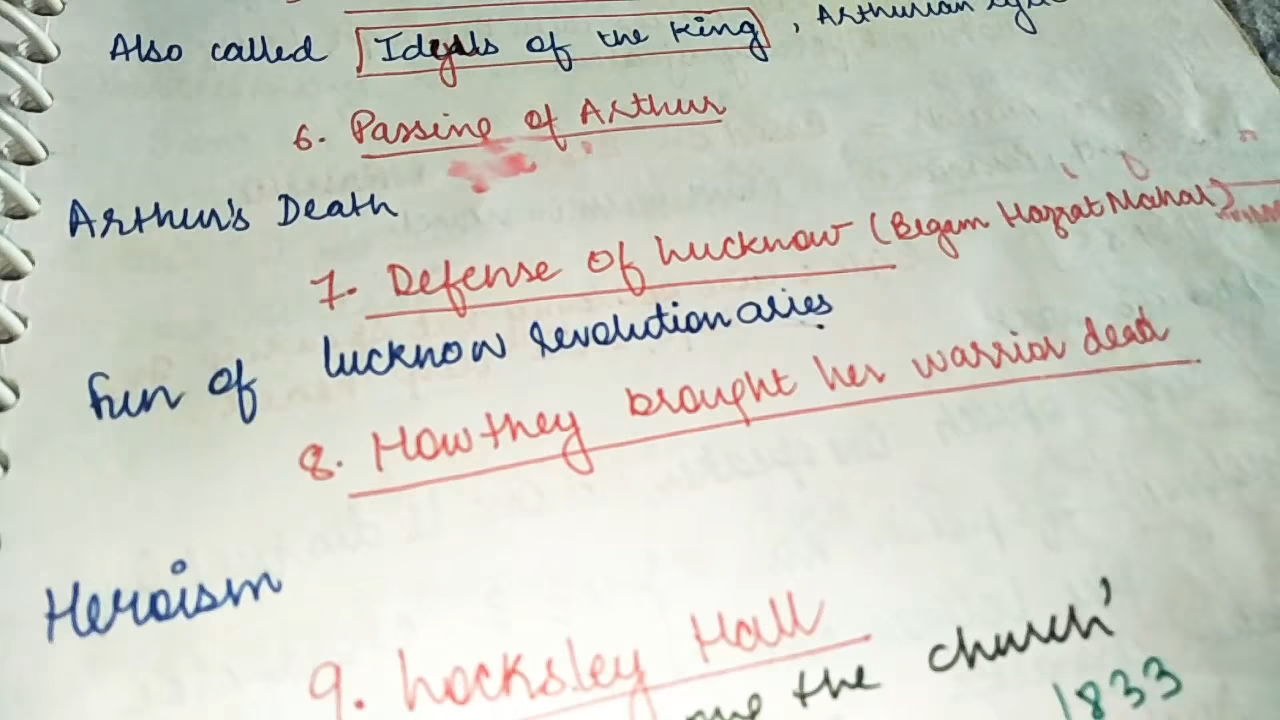 Also called Idylls of the King, Arthurian
6. Passing of Arthur
Arthur's Death
7. Defense of Lucknow (Begam Hazrat Mahal)
Fun of Lucknow revolutionaries
8. How they brought her warrior dead
Heroism
9. Locksley Hall
the church'
1833